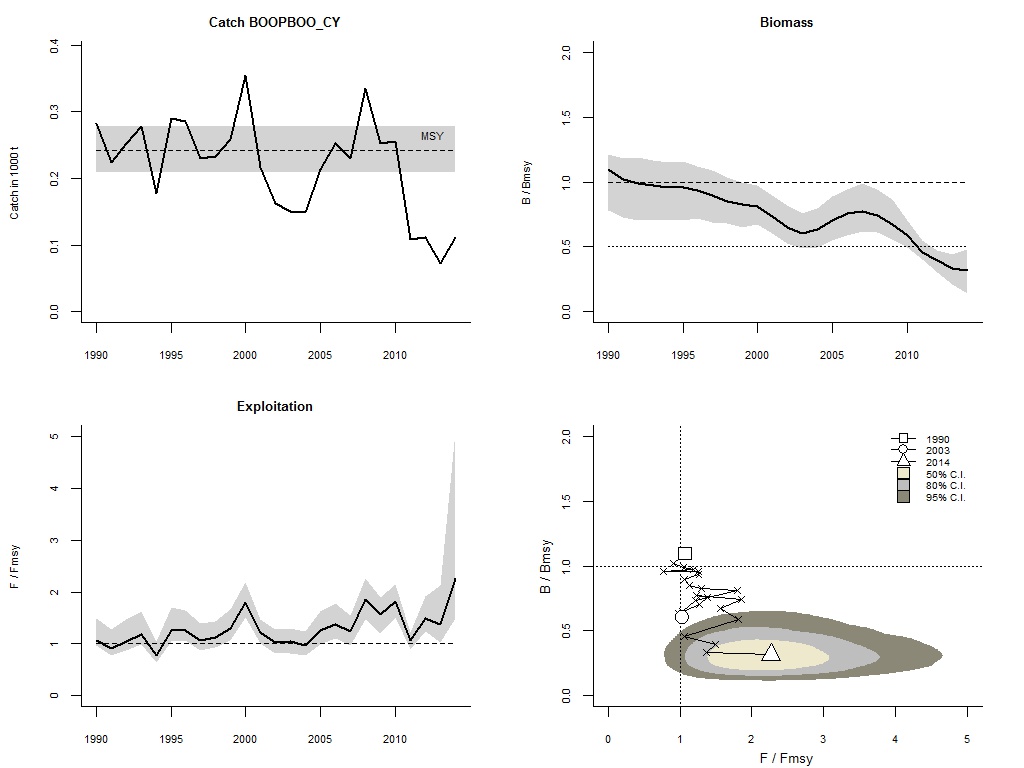 Catch BOOPBOO_CY
Catch in 1000 t
0.0 0.1 0.2 0.3 0.4
MSY
1990 1995 2000 2005 2010
Biomass
B / Bmsy
0.0 0.5 1.0 1.5 2.0
1990 1995 2000 2005 2010
Exploitation
F / Fmsy
0 1 2 3 4 5
1990 1995 2000 2005 2010
B / Bmsy
0.0 0.5 1.0 1.5 2.0
1990
2003
2014
50% C.I.
80% C.I.
95% C.I.
0 1 2 3 4 5
F / Fmsy